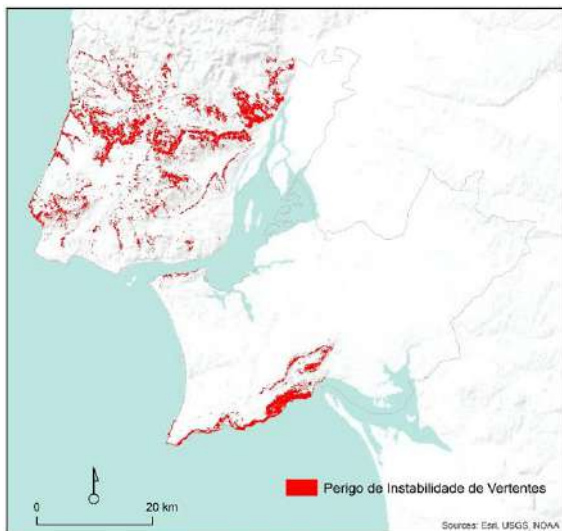 Perigo de Instabilidade de Vertentes
0 20 km
Sources: Esri, USGS, NOAA